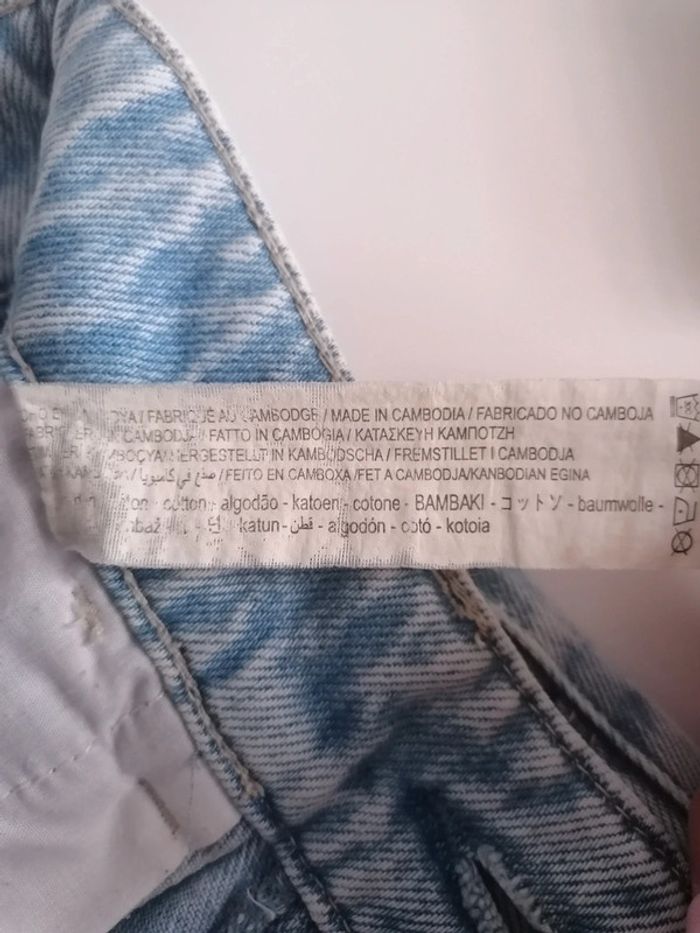 FABRIQUÉ AU CAMBODGE / MADE IN CAMBODIA / FABRICADO NO CAMBOJA
CAMBODJA / FATTO IN CAMBOGIA / ΚΑΤΑΣΚΕΥΗ ΚΑΜΠΟΤΖΗ
HERGESTELLT IN KAMBODSCHA / FREMSTILLET I CAMBODJA
صنع في كامبوديا / FEITO EN CAMBOXA / FET A CAMBODJA/KANBODIAN EGINA
cotton - algodão - katoen - cotone - BAMBAKI - コットン - baumwolle -
katun - قطن - algodón - cotó - kotoia